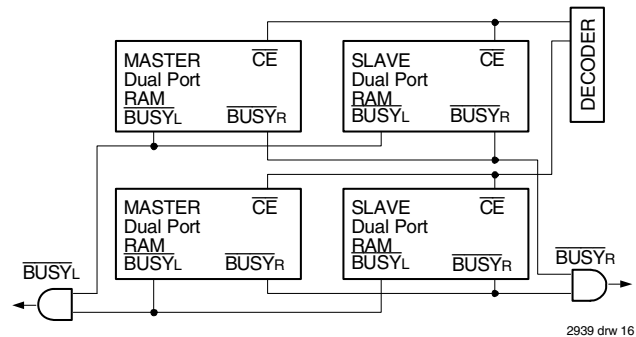 MASTER
Dual Port
RAM
BUSYL
CE
BUSYR
SLAVE
Dual Port
RAM
BUSYL
CE
BUSYR
DECODER
MASTER
Dual Port
RAM
BUSYL
CE
BUSYR
SLAVE
Dual Port
RAM
BUSYL
CE
BUSYR
BUSYL
BUSYR
2939 drw 16